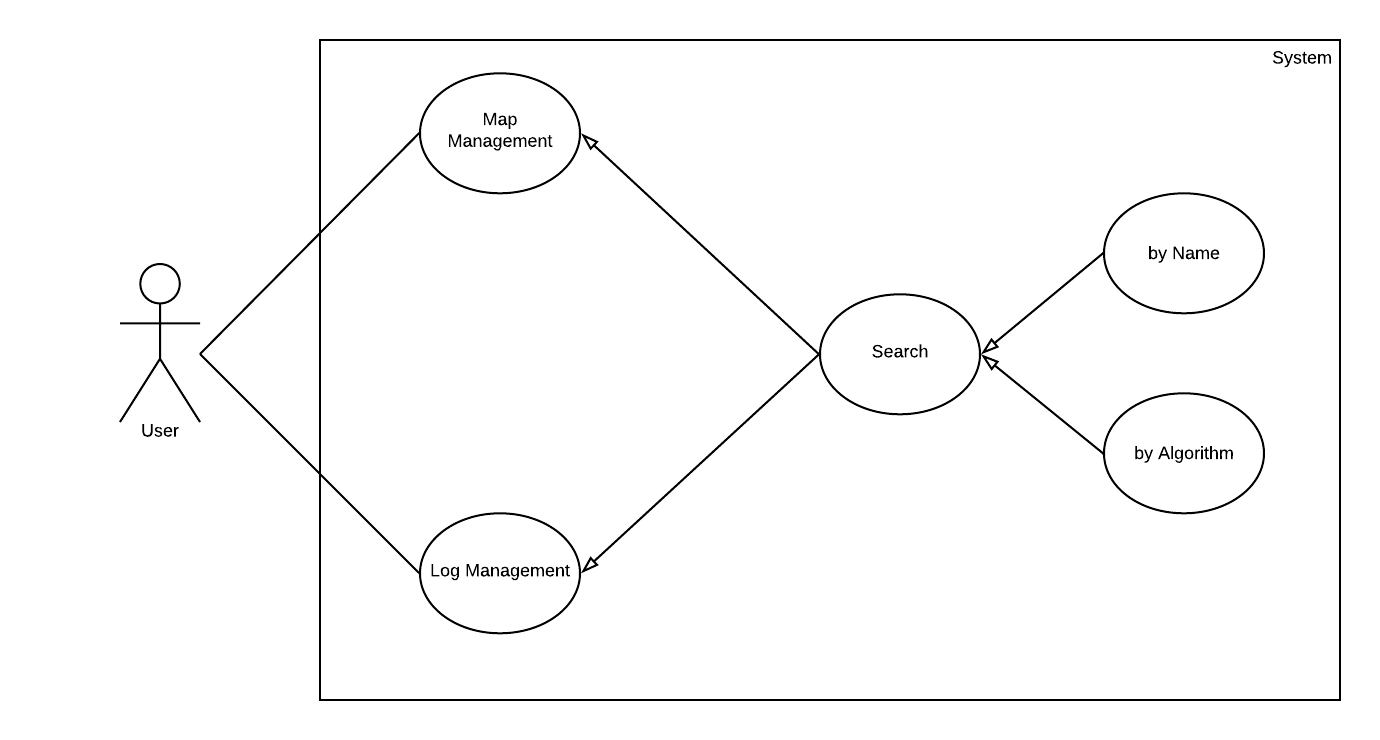 System
Map
Management
by Name
Search
User
by Algorithm
Log Management